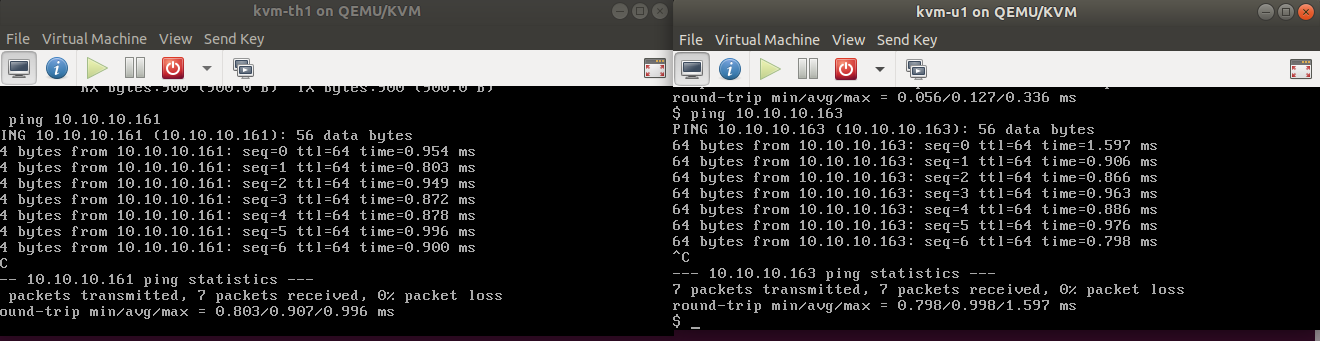 kvm-th1 on QEMU/KVM
File Virtual Machine View Send Key
RX bytes:900 (900.0 B) TX bytes:900 (900.0 B)
ping 10.10.10.161
ING 10.10.10.161 (10.10.10.161): 56 data bytes
4 bytes from 10.10.10.161: seq=0 ttl=64 time=0.954 ms
4 bytes from 10.10.10.161: seq=1 ttl=64 time=0.803 ms
4 bytes from 10.10.10.161: seq=2 ttl=64 time=0.949 ms
4 bytes from 10.10.10.161: seq=3 ttl=64 time=0.872 ms
4 bytes from 10.10.10.161: seq=4 ttl=64 time=0.878 ms
4 bytes from 10.10.10.161: seq=5 ttl=64 time=0.996 ms
4 bytes from 10.10.10.161: seq=6 ttl=64 time=0.900 ms
C
-- 10.10.10.161 ping statistics ---
packets transmitted, 7 packets received, 0% packet loss
ound-trip min/avg/max = 0.803/0.907/0.996 ms
kvm-u1 on QEMU/KVM
File Virtual Machine View Send Key
round-trip min/avg/max = 0.056/0.127/0.336 ms
$ ping 10.10.10.163
PING 10.10.10.163 (10.10.10.163): 56 data bytes
64 bytes from 10.10.10.163: seq=0 ttl=64 time=1.597 ms
64 bytes from 10.10.10.163: seq=1 ttl=64 time=0.906 ms
64 bytes from 10.10.10.163: seq=2 ttl=64 time=0.866 ms
64 bytes from 10.10.10.163: seq=3 ttl=64 time=0.963 ms
64 bytes from 10.10.10.163: seq=4 ttl=64 time=0.886 ms
64 bytes from 10.10.10.163: seq=5 ttl=64 time=0.976 ms
64 bytes from 10.10.10.163: seq=6 ttl=64 time=0.798 ms
^C
--- 10.10.10.163 ping statistics ---
7 packets transmitted, 7 packets received, 0% packet loss
round-trip min/avg/max = 0.798/0.998/1.597 ms
$ _